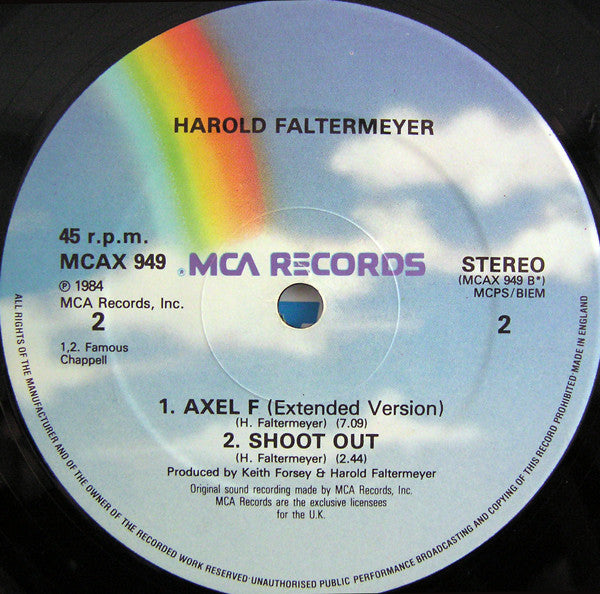 HAROLD FALTERMEYER
45 r.p.m.
MCAX 949
MCA RECORDS
STEREO
(MCAX 949 B*)
MCPS/BIEM
℗ 1984
MCA Records, Inc.
2
2
1,2. Famous
Chappell
1. AXEL F (Extended Version)
(H. Faltermeyer) (7.09)
2. SHOOT OUT
(H. Faltermeyer) (2.44)
Produced by Keith Forsey & Harold Faltermeyer
Original sound recording made by MCA Records, Inc.
MCA Records are the exclusive licensees
for the U.K.
ALL RIGHTS OF THE MANUFACTURER AND OF THE OWNER OF THE RECORDED WORK RESERVED·UNAUTHORISED PUBLIC PERFORMANCE BROADCASTING AND COPYING OF THIS RECORD PROHIBITED·MADE IN ENGLAND